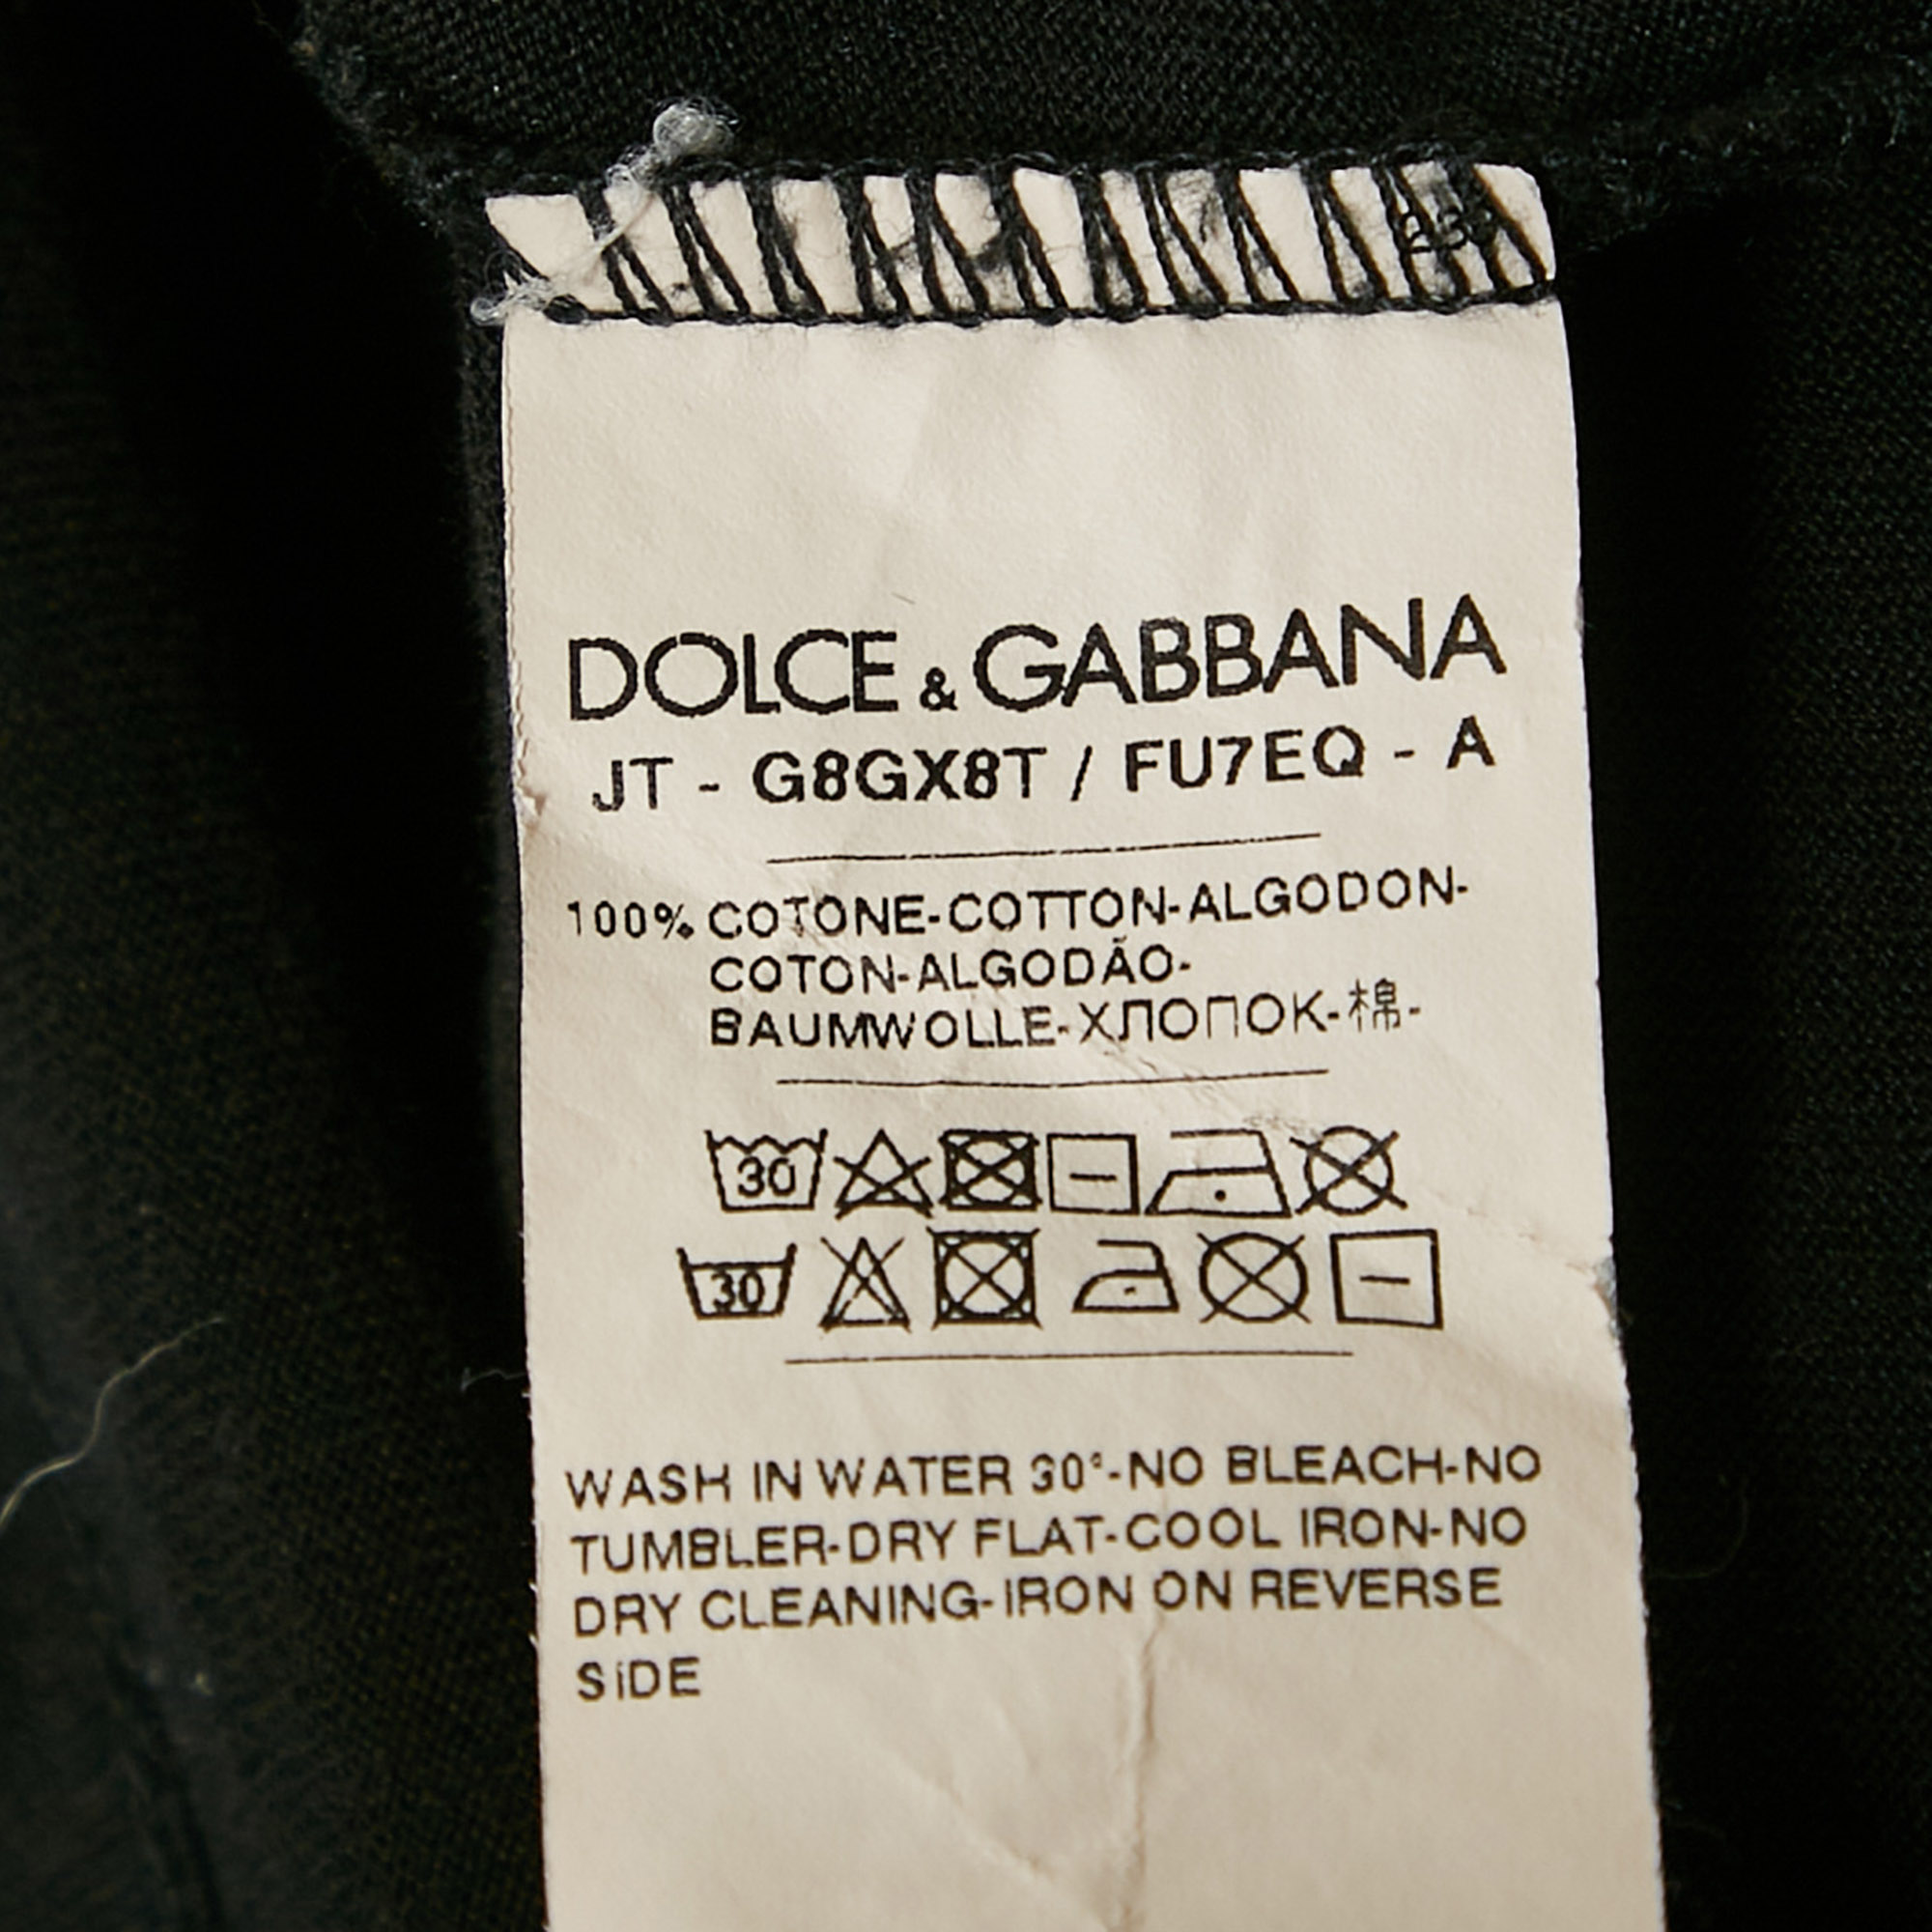 DOLCE & GABBANA
JT - G8GX8T / FU7EQ - A
100% COTONE-COTTON-ALGODON-
COTON-ALGODÃO-
BAUMWOLLE-ХЛОПОК-棉-
30
30
WASH IN WATER 30°-NO BLEACH-NO
TUMBLER-DRY FLAT-COOL IRON-NO
DRY CLEANING-IRON ON REVERSE
SIDE